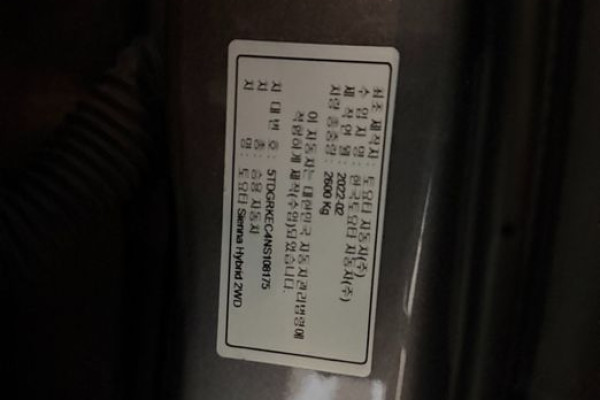 최초 제작자 : 토요타 자동차(주)
수 입 자 명 : 한국토요타 자동차(주)
제 작 연 월 : 2022-02
차량 총중량 : 2600 Kg
이 자동차는 대한민국 자동차관리법령에
적합하게 제작(수입)되었습니다.
차 대 번 호 : 5TDGRKEC4NS108175
차 종 : 승용 자동차
차 명 : 토요타 Sienna Hybrid 2WD